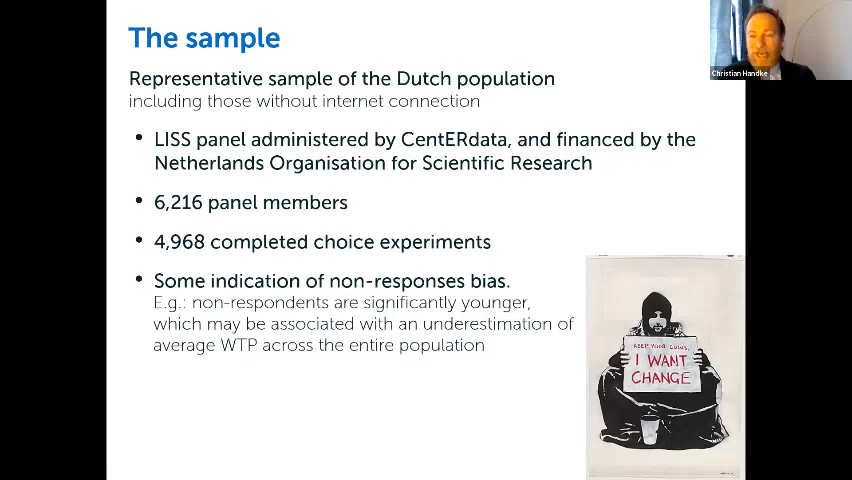 The sample
Christian Handke
Representative sample of the Dutch population
including those without internet connection
• LISS panel administered by CentERdata, and financed by the
Netherlands Organisation for Scientific Research
• 6,216 panel members
• 4,968 completed choice experiments
• Some indication of non-responses bias.
E.g.: non-respondents are significantly younger,
which may be associated with an underestimation of
average WTP across the entire population
KEEP YOUR COINS,
I WANT
CHANGE